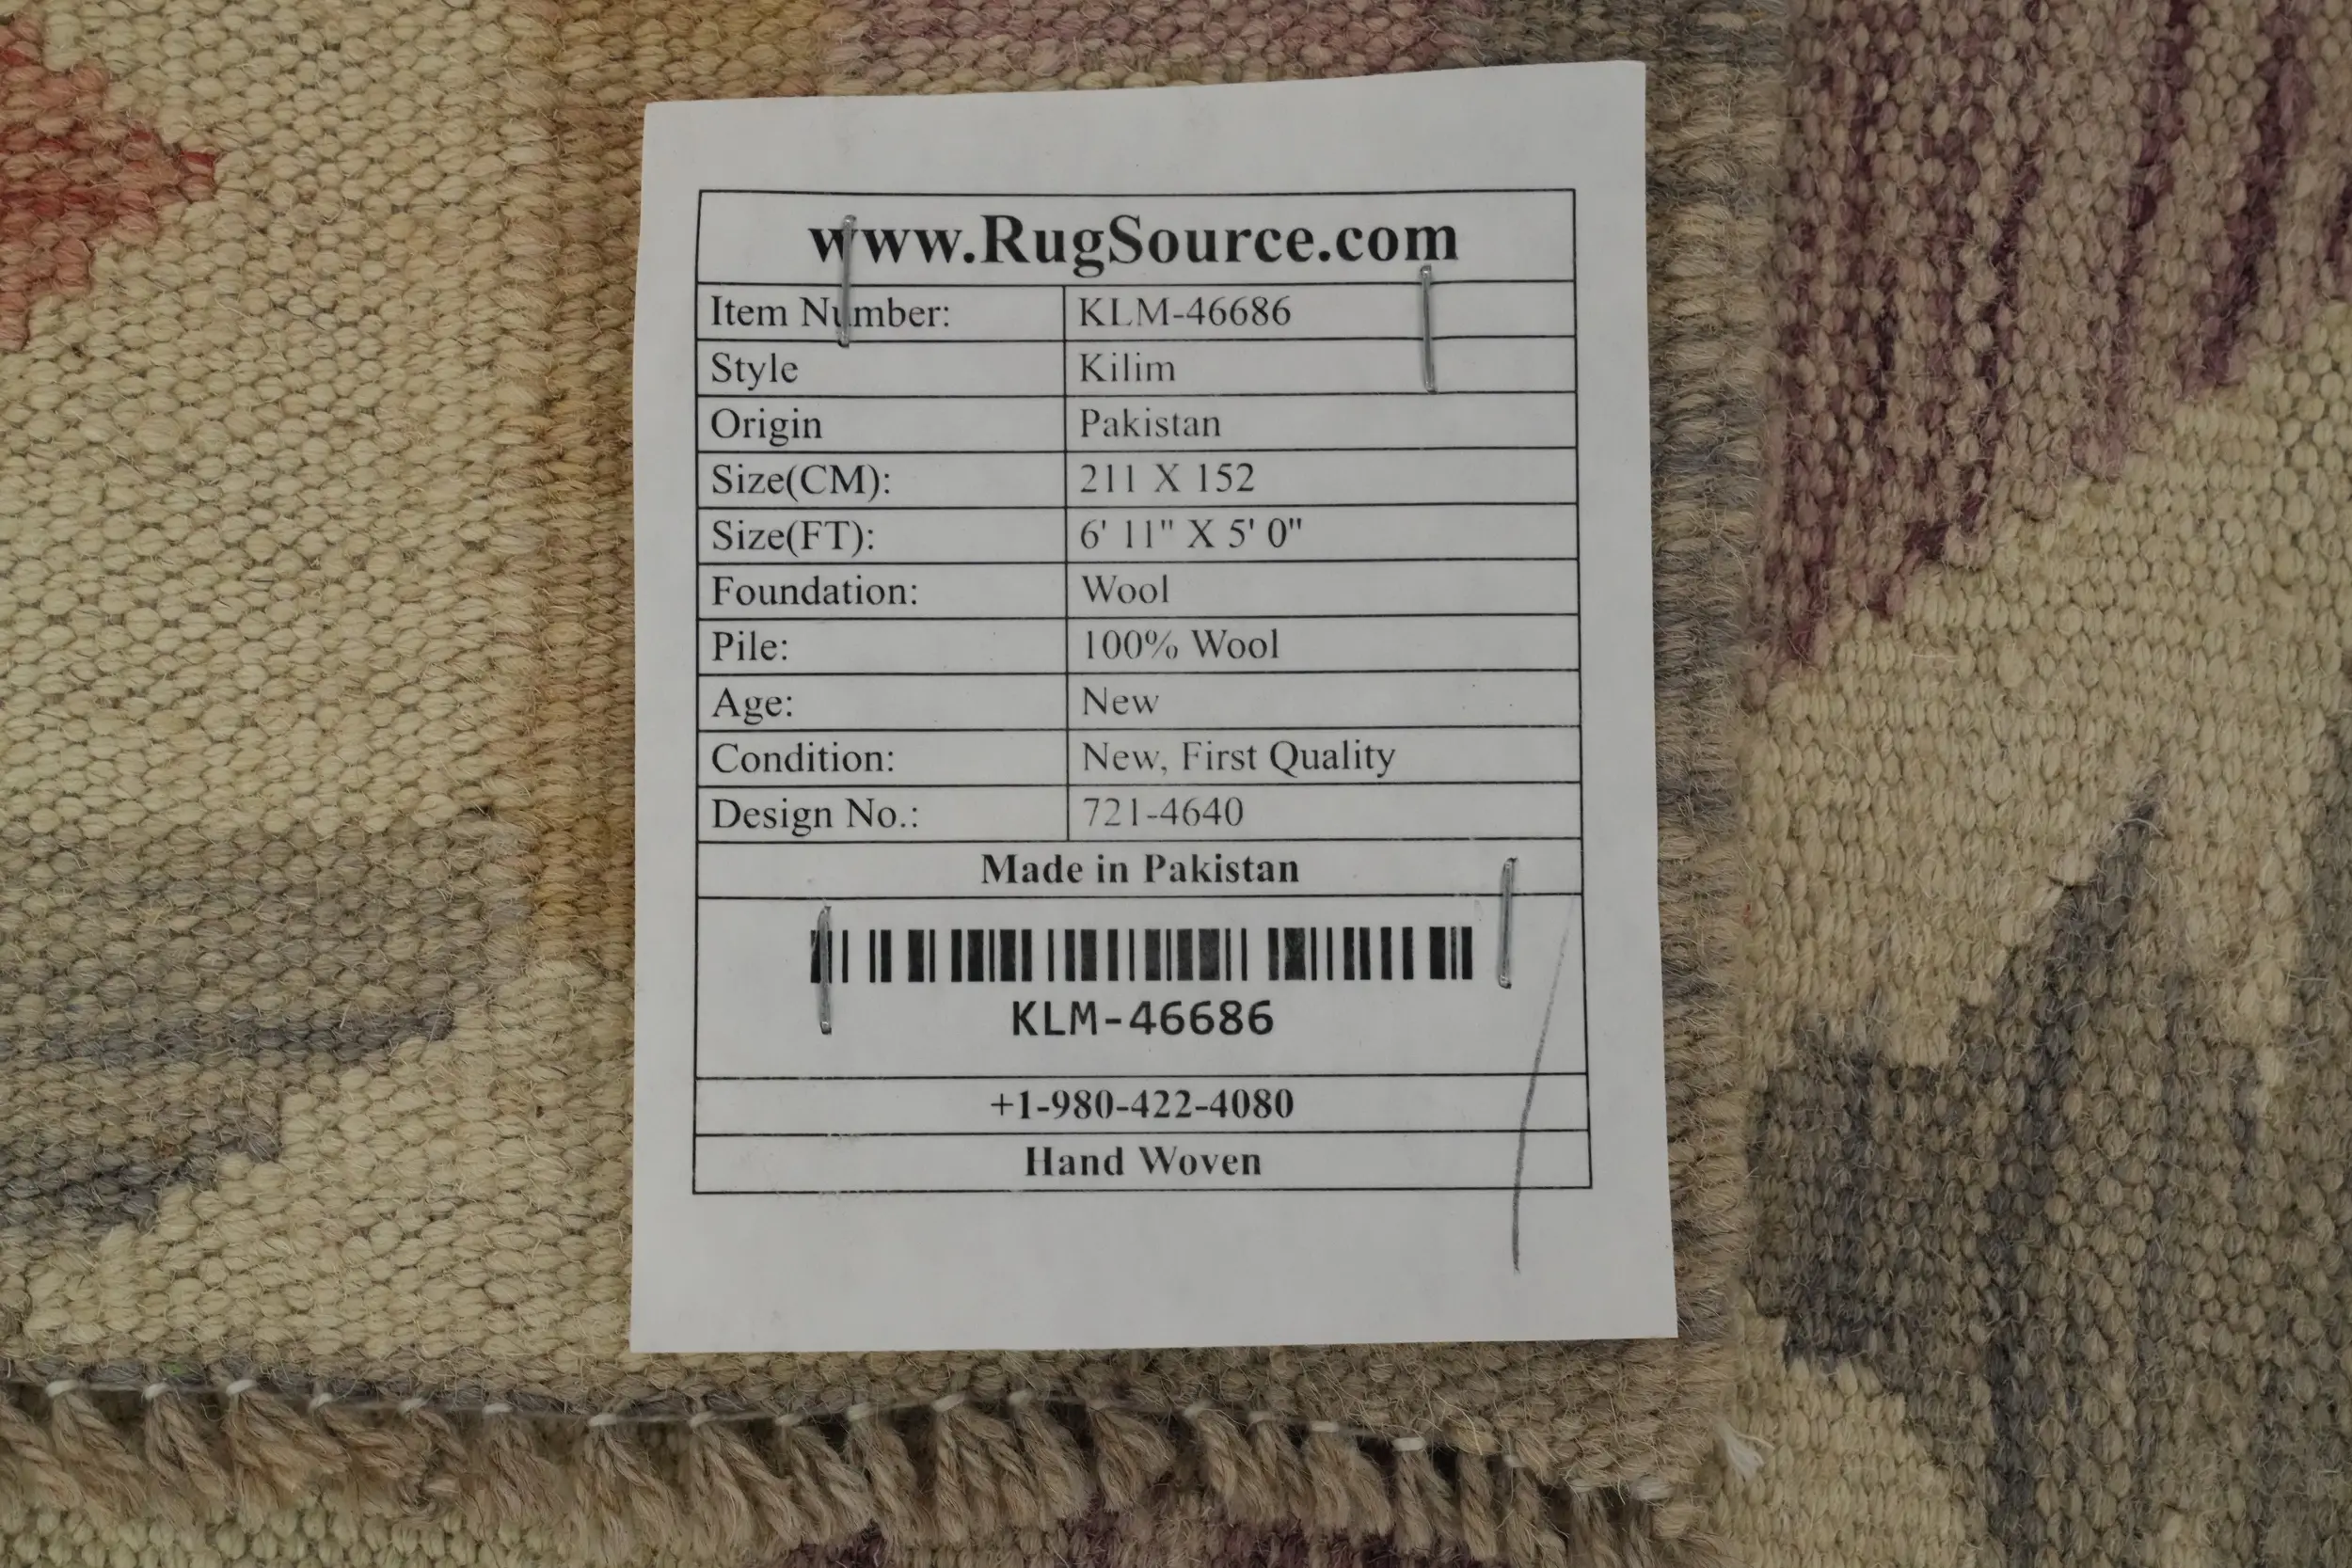 www.RugSource.com
Item Number: KLM-46686
Style Kilim
Origin Pakistan
Size(CM): 211 X 152
Size(FT): 6' 11" X 5' 0"
Foundation: Wool
Pile: 100% Wool
Age: New
Condition: New, First Quality
Design No.: 721-4640
Made in Pakistan
KLM-46686
+1-980-422-4080
Hand Woven